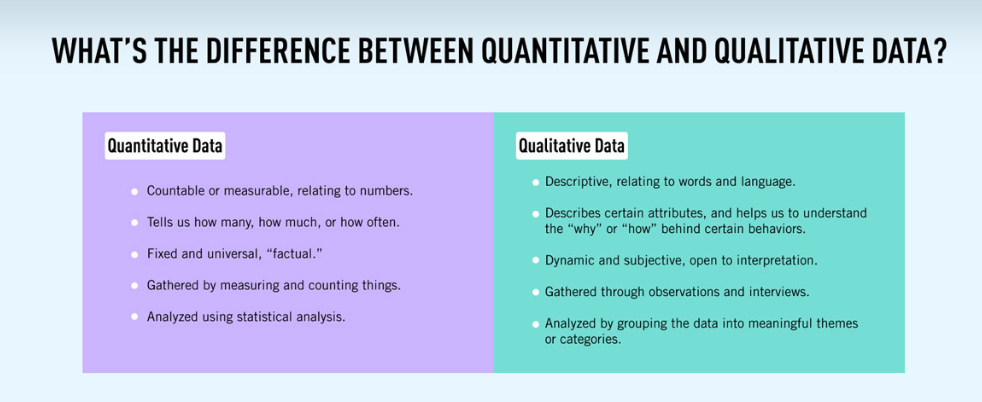 WHAT'S THE DIFFERENCE BETWEEN QUANTITATIVE AND QUALITATIVE DATA?
Quantitative Data
Countable or measurable, relating to numbers.
Tells us how many, how much, or how often.
Fixed and universal, “factual.”
Gathered by measuring and counting things.
Analyzed using statistical analysis.
Qualitative Data
Descriptive, relating to words and language.
Describes certain attributes, and helps us to understand
the “why” or “how” behind certain behaviors.
Dynamic and subjective, open to interpretation.
Gathered through observations and interviews.
Analyzed by grouping the data into meaningful themes
or categories.